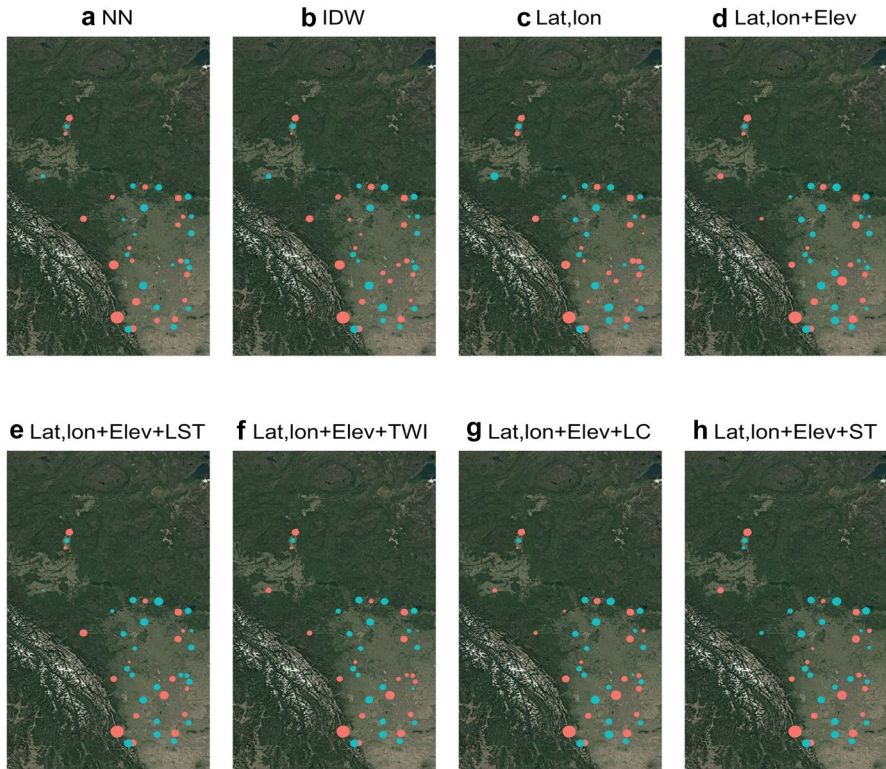 a NN
b IDW
c Lat,lon
d Lat,lon+Elev
e Lat,lon+Elev+LST
f Lat,lon+Elev+TWI
g Lat,lon+Elev+LC
h Lat,lon+Elev+ST